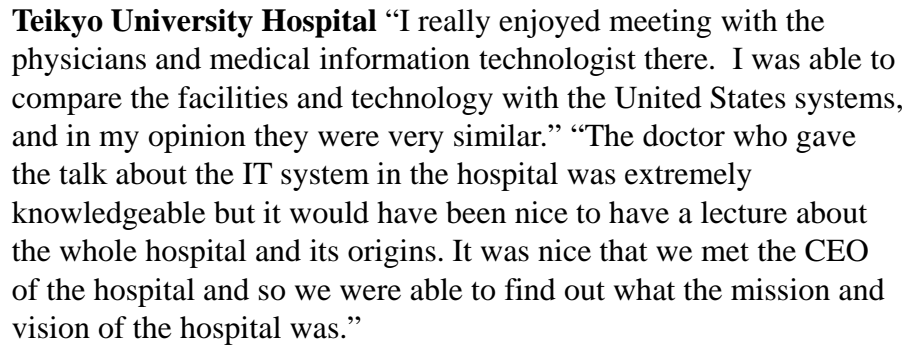 Teikyo University Hospital “I really enjoyed meeting with the
physicians and medical information technologist there.  I was able to
compare the facilities and technology with the United States systems,
and in my opinion they were very similar.” “The doctor who gave
the talk about the IT system in the hospital was extremely
knowledgeable but it would have been nice to have a lecture about
the whole hospital and its origins. It was nice that we met the CEO
of the hospital and so we were able to find out what the mission and
vision of the hospital was.”